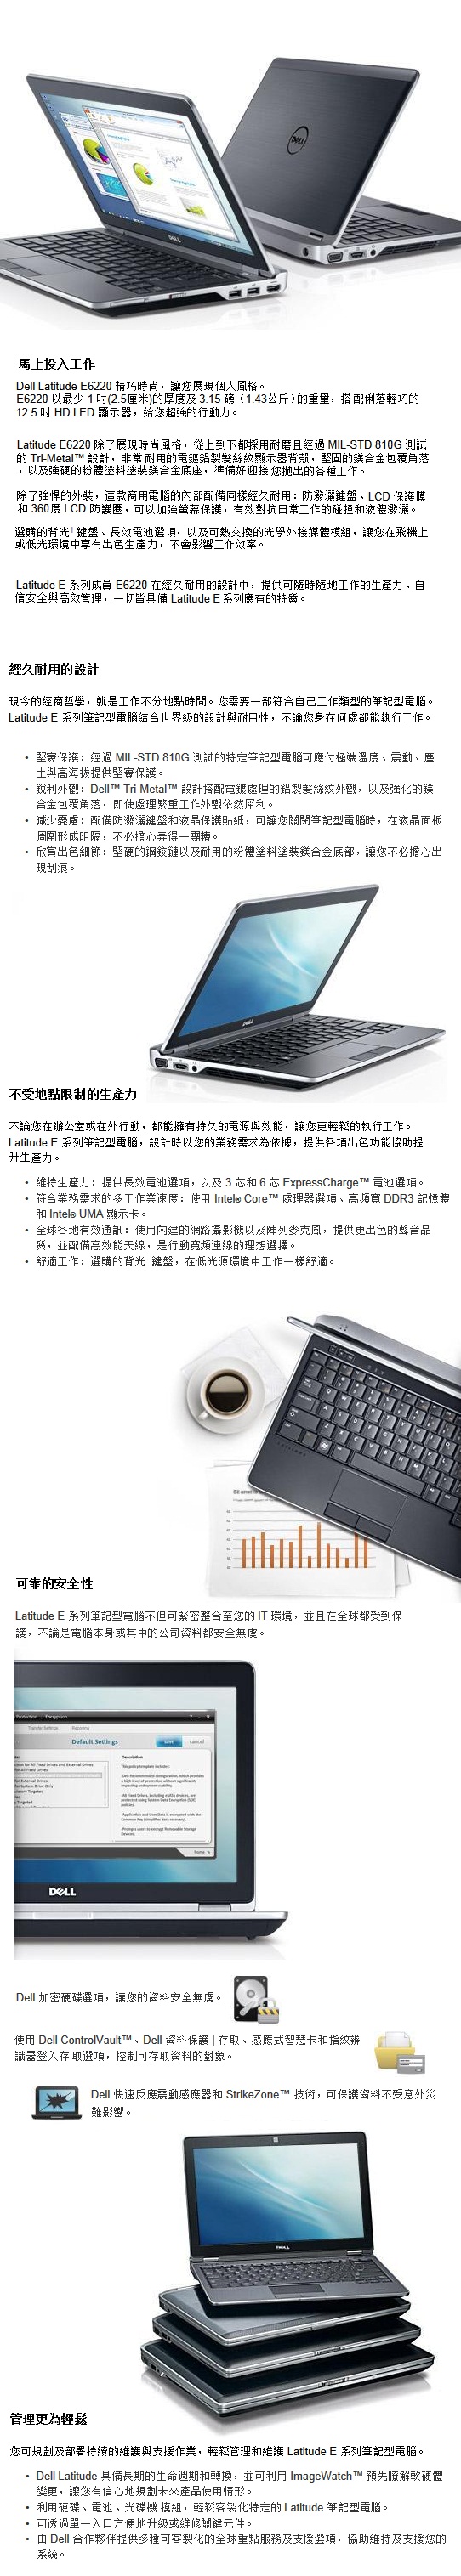 馬上投入工作
Dell Latitude E6220 精巧時尚，讓您展現個人風格。
E6220 以最少 1 吋(2.5厘米)的厚度及 3.15 磅（1.43公斤）的重量，搭配俐落輕巧的
12.5 吋 HD LED 顯示器，給您超強的行動力。
Latitude E6220 除了展現時尚風格，從上到下都採用耐磨且經過 MIL-STD 810G 測試
的 Tri-Metal™ 設計，非常耐用的電鍍鋁製髮絲紋顯示器背殼，堅固的鎂合金包覆角落
，以及強硬的粉體塗料塗裝鎂合金底座，準備好迎接您拋出的各種工作。
除了強悍的外裝，這款商用電腦的內部配備同樣經久耐用：防潑濺鍵盤、LCD 保護膜
和 360度 LCD 防護圈，可以加強螢幕保護，有效對抗日常工作的碰撞和液體潑濺。
選購的背光¹ 鍵盤、長效電池選項，以及可熱交換的光學外接媒體模組，讓您在飛機上
或低光環境中享有出色生產力，不會影響工作效率。
Latitude E 系列成員 E6220 在經久耐用的設計中，提供可隨時隨地工作的生產力、自
信安全與高效管理，一切皆具備 Latitude E 系列應有的特質。
經久耐用的設計
現今的經商哲學，就是工作不分地點時間。您需要一部符合自己工作類型的筆記型電腦。
Latitude E 系列筆記型電腦結合世界級的設計與耐用性，不論您身在何處都能執行工作。
• 堅實保護：經過 MIL-STD 810G 測試的特定筆記型電腦可應付極端溫度、震動、塵
土與高海拔提供堅實保護。
• 銳利外觀：Dell™ Tri-Metal™ 設計搭配電鍍處理的鋁製髮絲紋外觀，以及強化的鎂
合金包覆角落，即使處理繁重工作外觀依然犀利。
• 減少憂慮：配備防潑濺鍵盤和液晶保護貼紙，可讓您關閉筆記型電腦時，在液晶面板
周圍形成阻隔，不必擔心弄得一團糟。
• 欣賞出色細節：堅硬的鋼鉸鏈以及耐用的粉體塗料塗裝鎂合金底部，讓您不必擔心出
現刮痕。
不受地點限制的生產力
不論您在辦公室或在外行動，都能擁有持久的電源與效能，讓您更輕鬆的執行工作。
Latitude E 系列筆記型電腦，設計時以您的業務需求為依據，提供各項出色功能協助提
升生產力。
• 維持生產力：提供長效電池選項，以及 3 芯和 6 芯 ExpressCharge™ 電池選項。
• 符合業務需求的多工作業速度：使用 Intel® Core™ 處理器選項、高頻寬 DDR3 記憶體
和 Intel® UMA 顯示卡。
• 全球各地有效通訊：使用內建的網路攝影機以及陣列麥克風，提供更出色的聲音品
質，並配備高效能天線，是行動寬頻連線的理想選擇。
• 舒適工作：選購的背光 鍵盤，在低光源環境中工作一樣舒適。
可靠的安全性
Latitude E 系列筆記型電腦不但可緊密整合至您的 IT 環境，並且在全球都受到保
護，不論是電腦本身或其中的公司資料都安全無虞。
Protection Encryption
Transfer Settings Reporting
Default Settings save cancel
Description
DELL
Dell 加密硬碟選項，讓您的資料安全無虞。
使用 Dell ControlVault™、Dell 資料保護 | 存取、感應式智慧卡和指紋辨
識器登入存取選項，控制可存取資料的對象。
Dell 快速反應震動感應器和 StrikeZone™ 技術，可保護資料不受意外災
難影響。
管理更為輕鬆
您可規劃及部署持續的維護與支援作業，輕鬆管理和維護 Latitude E 系列筆記型電腦。
• Dell Latitude 具備長期的生命週期和轉換，並可利用 ImageWatch™ 預先瞭解軟硬體
變更，讓您有信心地規劃未來產品使用情形。
• 利用硬碟、電池、光碟機 模組，輕鬆客製化特定的 Latitude 筆記型電腦。
• 可透過單一入口方便地升級或維修關鍵元件。
• 由 Dell 合作夥伴提供多種可客製化的全球重點服務及支援選項，協助維持及支援您的
系統。